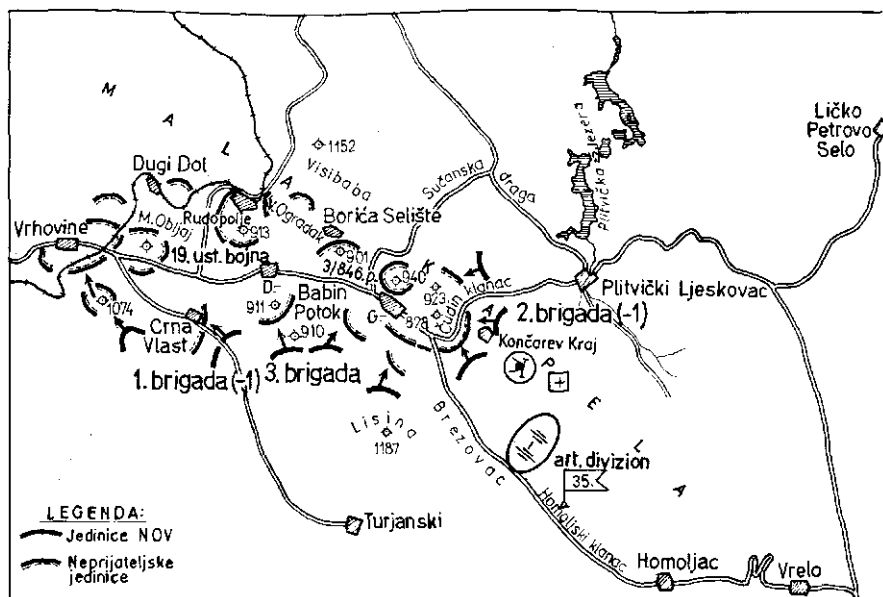 M A L A
K A P E L A
Ličko
Petrovo
Selo
1152
Visibaba
Dugi Dol
Sučanska
draga
Plitvička jezera
Rudopolje
913
Ogradak
Borića Selište
Vrhovine
M. Obljaj
19. ust. bojna
901
3/846.p.
940
923
Čudin klanac
Plitvički Ljeskovac
D.-
911
Babin
Potok
G.-
878
1074
Crna
Vlast
910
2. brigada (-1)
Končarev Kraj
1. brigada (-1)
3. brigada
Lisina
1187
Brezovac
art. divizion
35.
Homoljski klanac
Turjanski
Homoljac
Vrelo
LEGENDA:
Jedinice NOV
Neprijateljske
jedinice